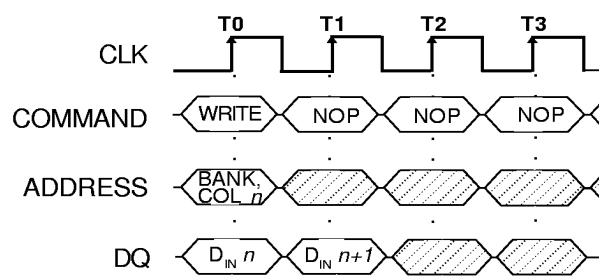 T0 T1 T2 T3
CLK
COMMAND WRITE NOP NOP NOP
ADDRESS BANK,
COL n
DQ DIN n DIN n+1